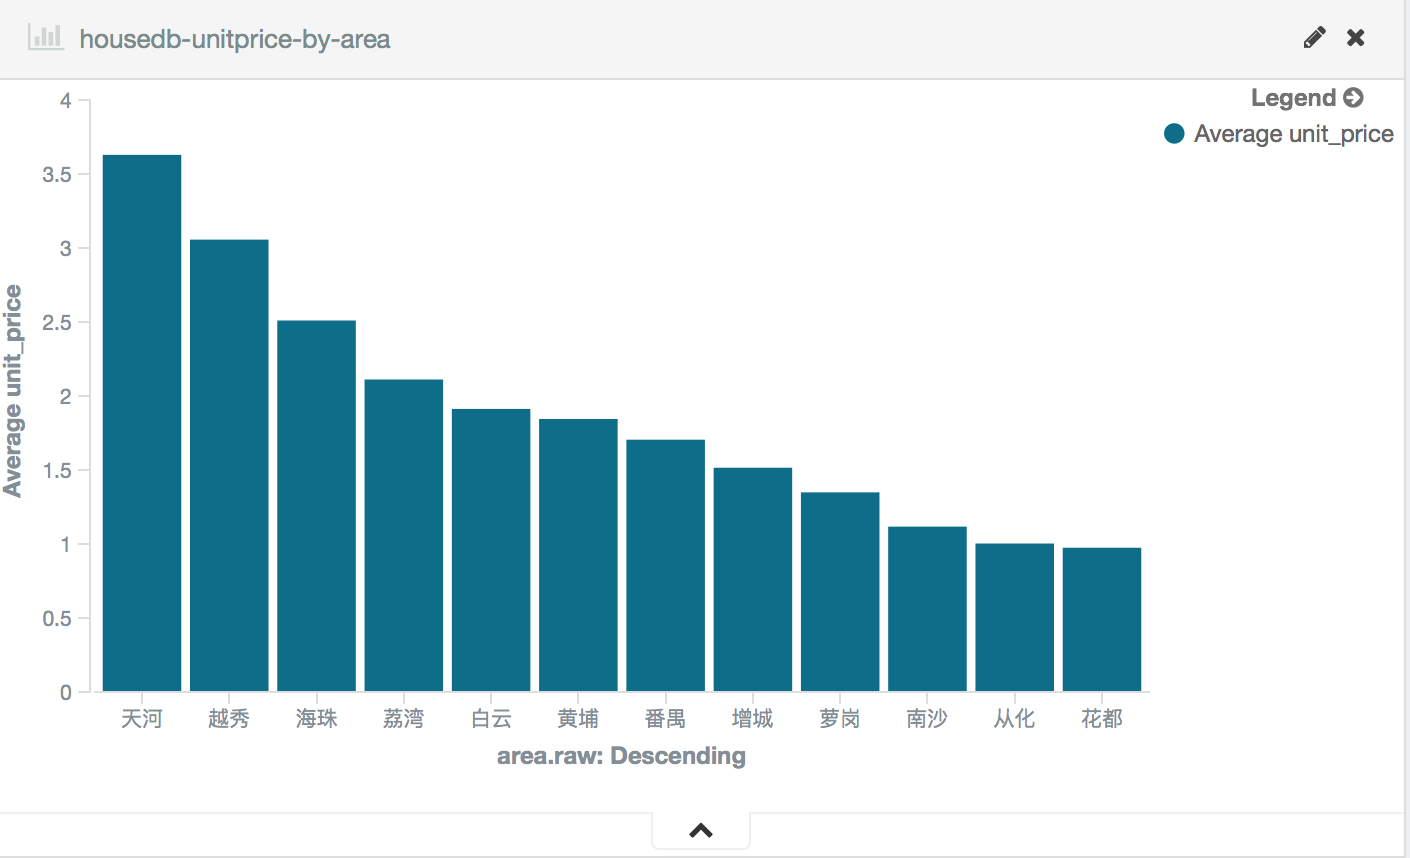 housedb-unitprice-by-area
Legend
Average unit_price
4
3.5
3
2.5
2
1.5
1
0.5
0
Average unit_price
天河 越秀 海珠 荔湾 白云 黄埔 番禺 增城 萝岗 南沙 从化 花都
area.raw: Descending